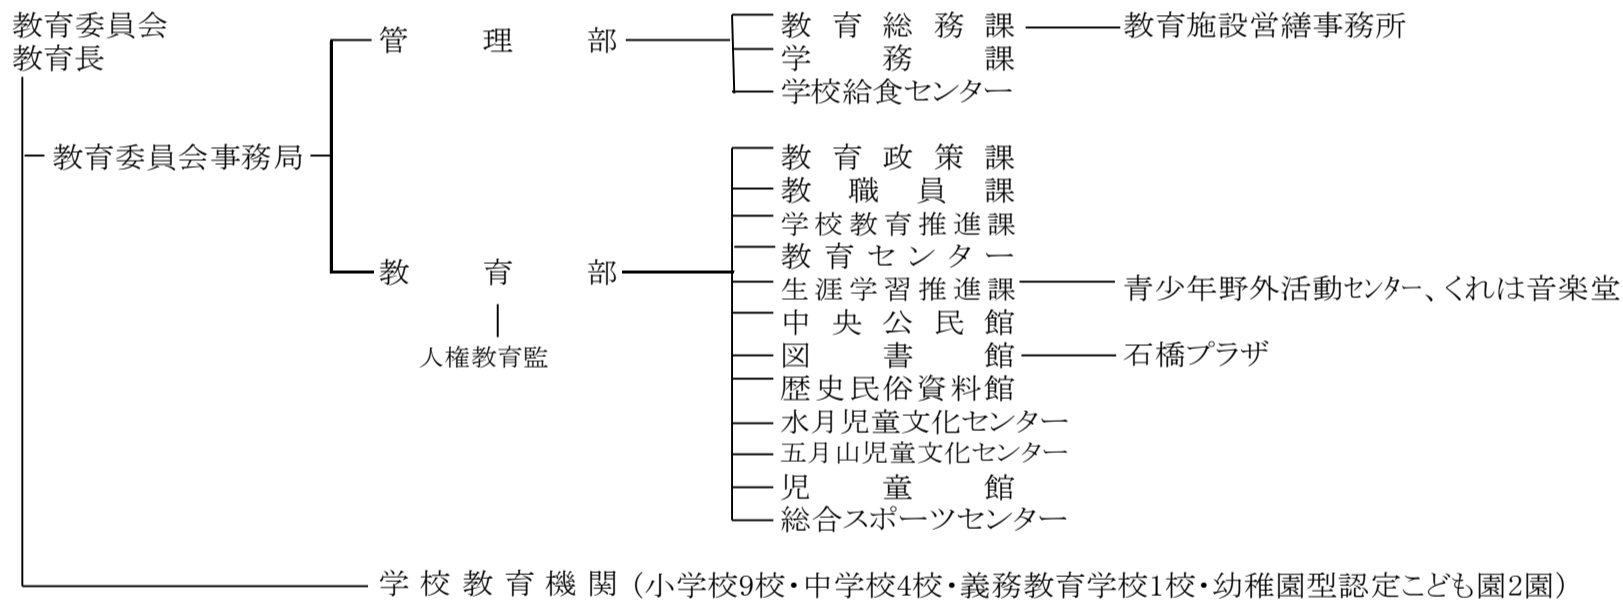 教育委員会
教育長
教育委員会事務局
管理部
教育総務課
教育施設営繕事務所
学務課
学校給食センター
教育部
人権教育監
教育政策課
教職員課
学校教育推進課
教育センター
生涯学習推進課
青少年野外活動センター、くれは音楽堂
中央公民館
図書館
石橋プラザ
歴史民俗資料館
水月児童文化センター
五月山児童文化センター
児童館
総合スポーツセンター
学校教育機関（小学校9校・中学校4校・義務教育学校1校・幼稚園型認定こども園2園）